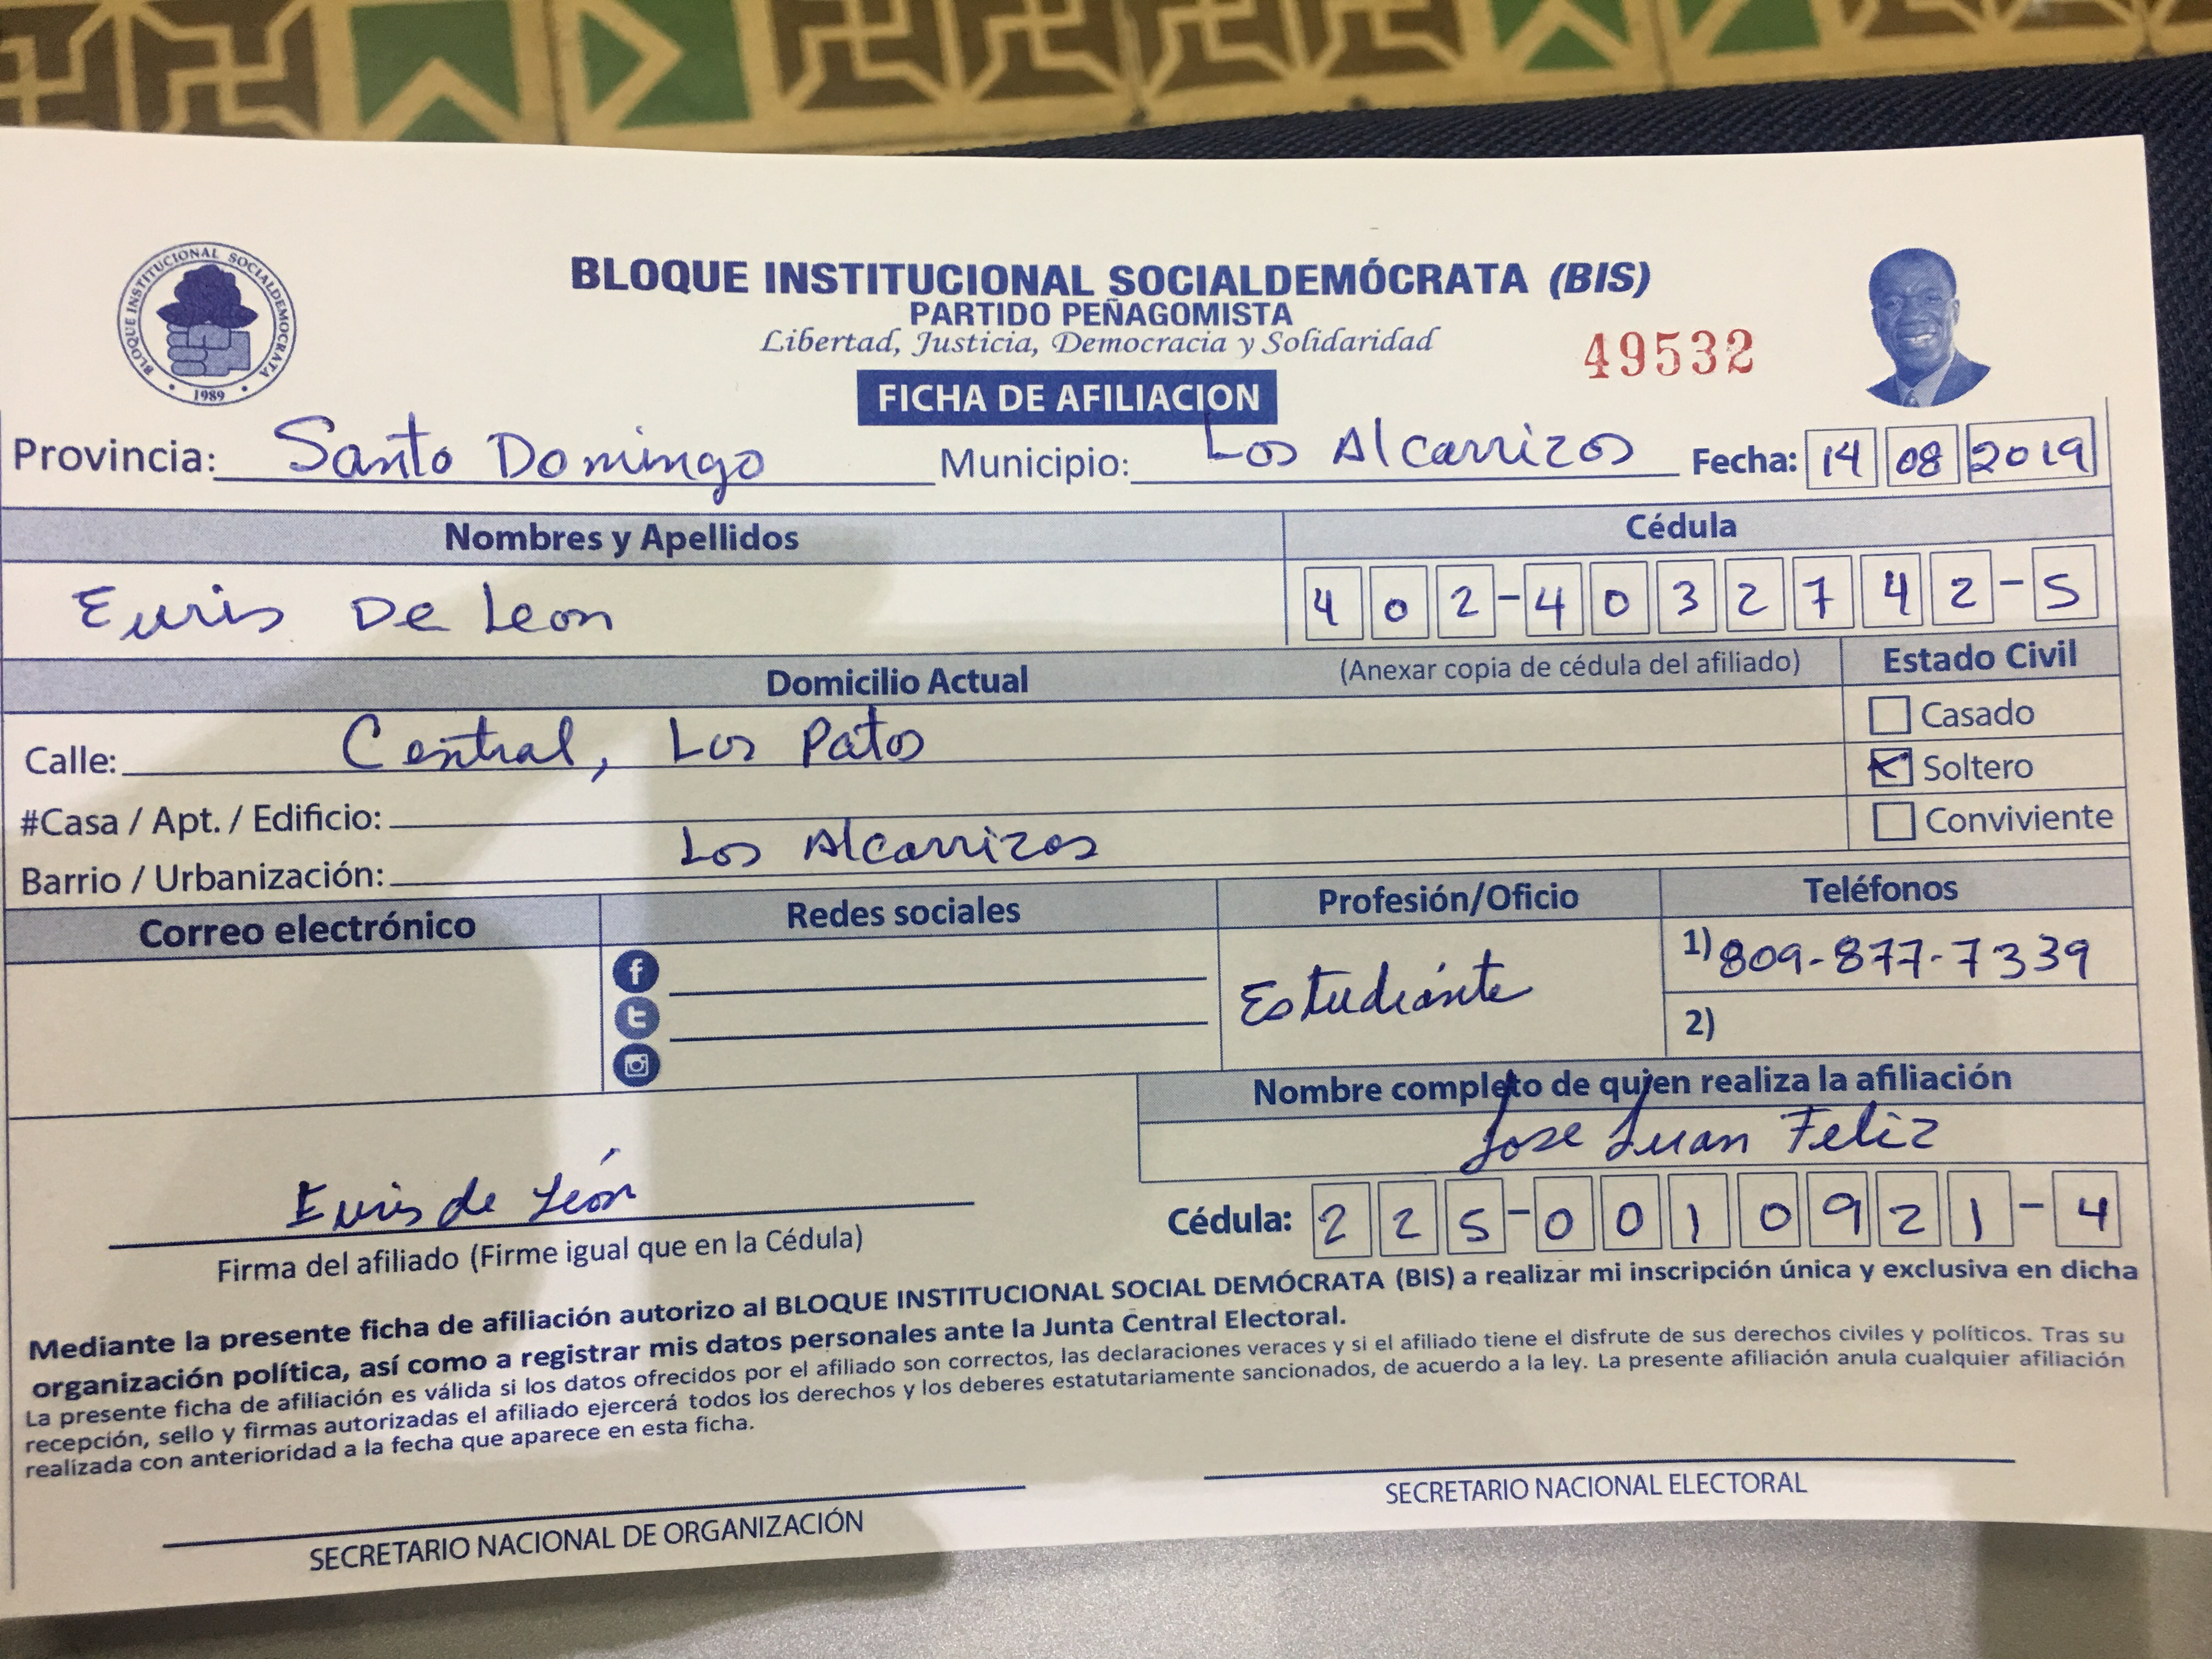 BLOQUE INSTITUCIONAL SOCIALDEMOCRATA
1989
BLOQUE INSTITUCIONAL SOCIALDEMÓCRATA (BIS)
PARTIDO PEÑAGOMISTA
Libertad, Justicia, Democracia y Solidaridad
49532
FICHA DE AFILIACION
Provincia: Santo Domingo Municipio: Los Alcarrizos Fecha: 14 08 2019
Nombres y Apellidos Cédula
Euris De Leon 402-4032742-5
Domicilio Actual (Anexar copia de cédula del afiliado) Estado Civil
Calle: Central, Los Patos Casado
Soltero
#Casa / Apt. / Edificio: Conviviente
Barrio / Urbanización: Los Alcarrizos
Correo electrónico Redes sociales Profesión/Oficio Teléfonos
Estudiante 1) 809-877-7339
2)
Nombre completo de quien realiza la afiliación
Jose Luan Feliz
Euris de León
Firma del afiliado (Firme igual que en la Cédula)
Cédula: 225-0010921-4
Mediante la presente ficha de afiliación autorizo al BLOQUE INSTITUCIONAL SOCIAL DEMÓCRATA (BIS) a realizar mi inscripción única y exclusiva en dicha
organización política, así como a registrar mis datos personales ante la Junta Central Electoral.
La presente ficha de afiliación es válida si los datos ofrecidos por el afiliado son correctos, las declaraciones veraces y si el afiliado tiene el disfrute de sus derechos civiles y políticos. Tras su
recepción, sello y firmas autorizadas el afiliado ejercerá todos los derechos y los deberes estatutariamente sancionados, de acuerdo a la ley. La presente afiliación anula cualquier afiliación
realizada con anterioridad a la fecha que aparece en esta ficha.
SECRETARIO NACIONAL DE ORGANIZACIÓN
SECRETARIO NACIONAL ELECTORAL